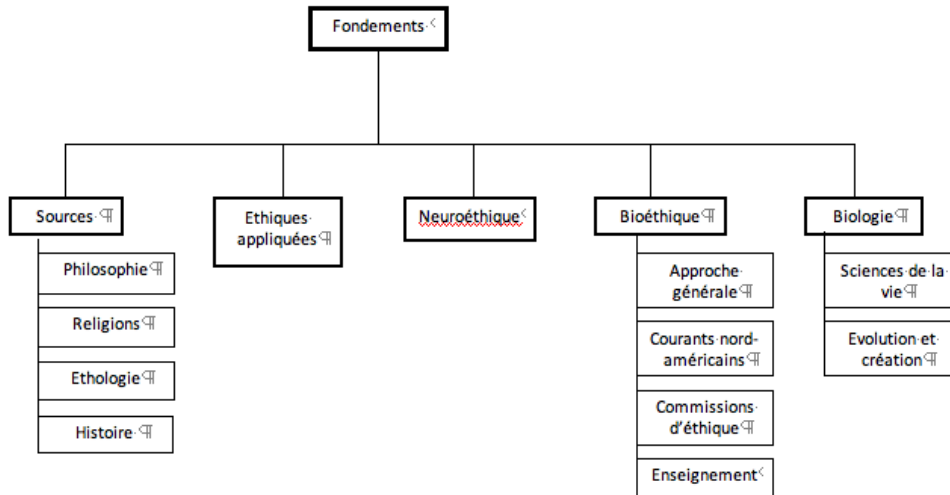 Fondements
Sources
Ethiques
appliquées
Neuroéthique
Bioéthique
Biologie
Philosophie
Religions
Ethologie
Histoire
Approche
générale
Courants nord-
américains
Commissions
d'éthique
Enseignement
Sciences de la
vie
Evolution et
création